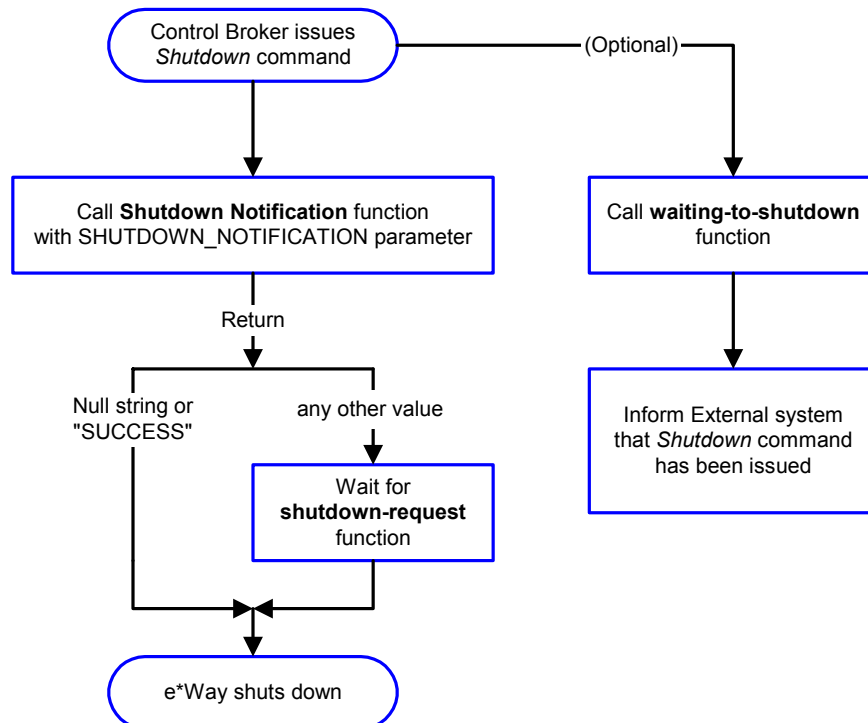 Control Broker issues
Shutdown command
(Optional)
Call Shutdown Notification function
with SHUTDOWN_NOTIFICATION parameter
Call waiting-to-shutdown
function
Return
Null string or
"SUCCESS"
any other value
Inform External system
that Shutdown command
has been issued
Wait for
shutdown-request
function
e*Way shuts down